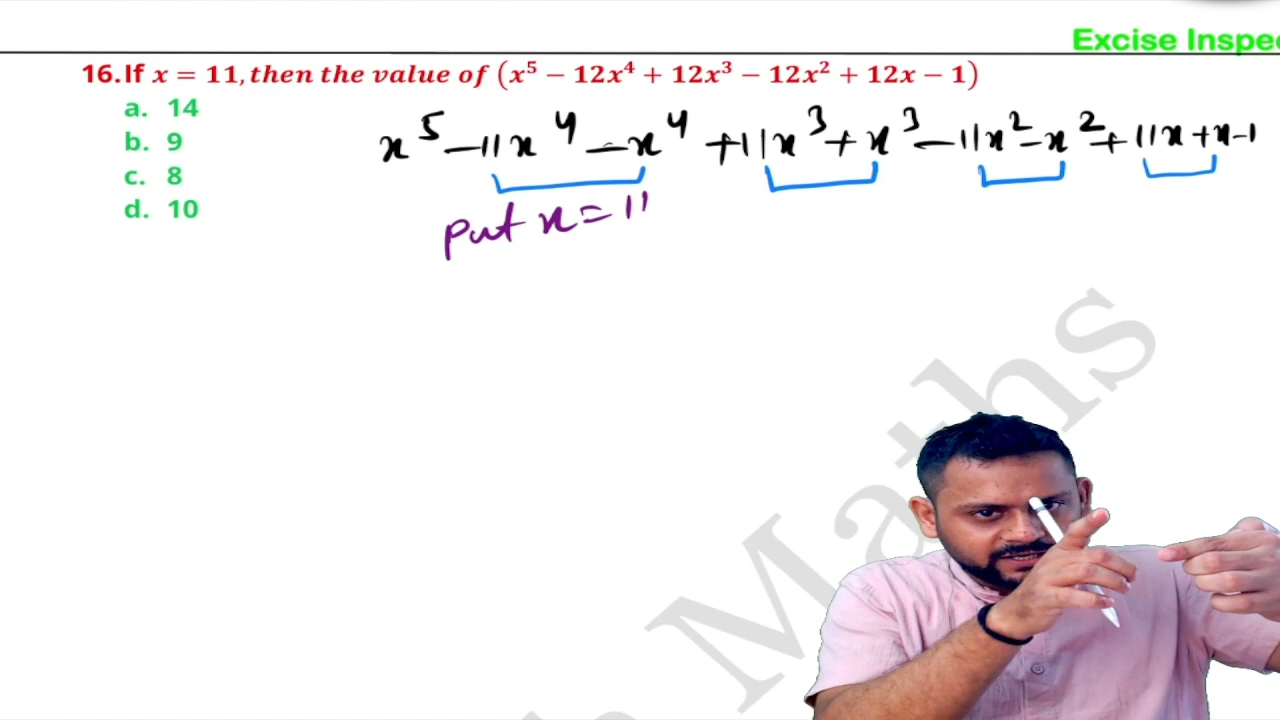 Excise Inspec
16. If x = 11, then the value of (x⁵ − 12x⁴ + 12x³ − 12x² + 12x − 1)
a. 14
b. 9
c. 8
d. 10
x⁵ − 11x⁴ − x⁴ + 11x³ + x³ − 11x² − x² + 11x + x − 1
put x = 11
Maths